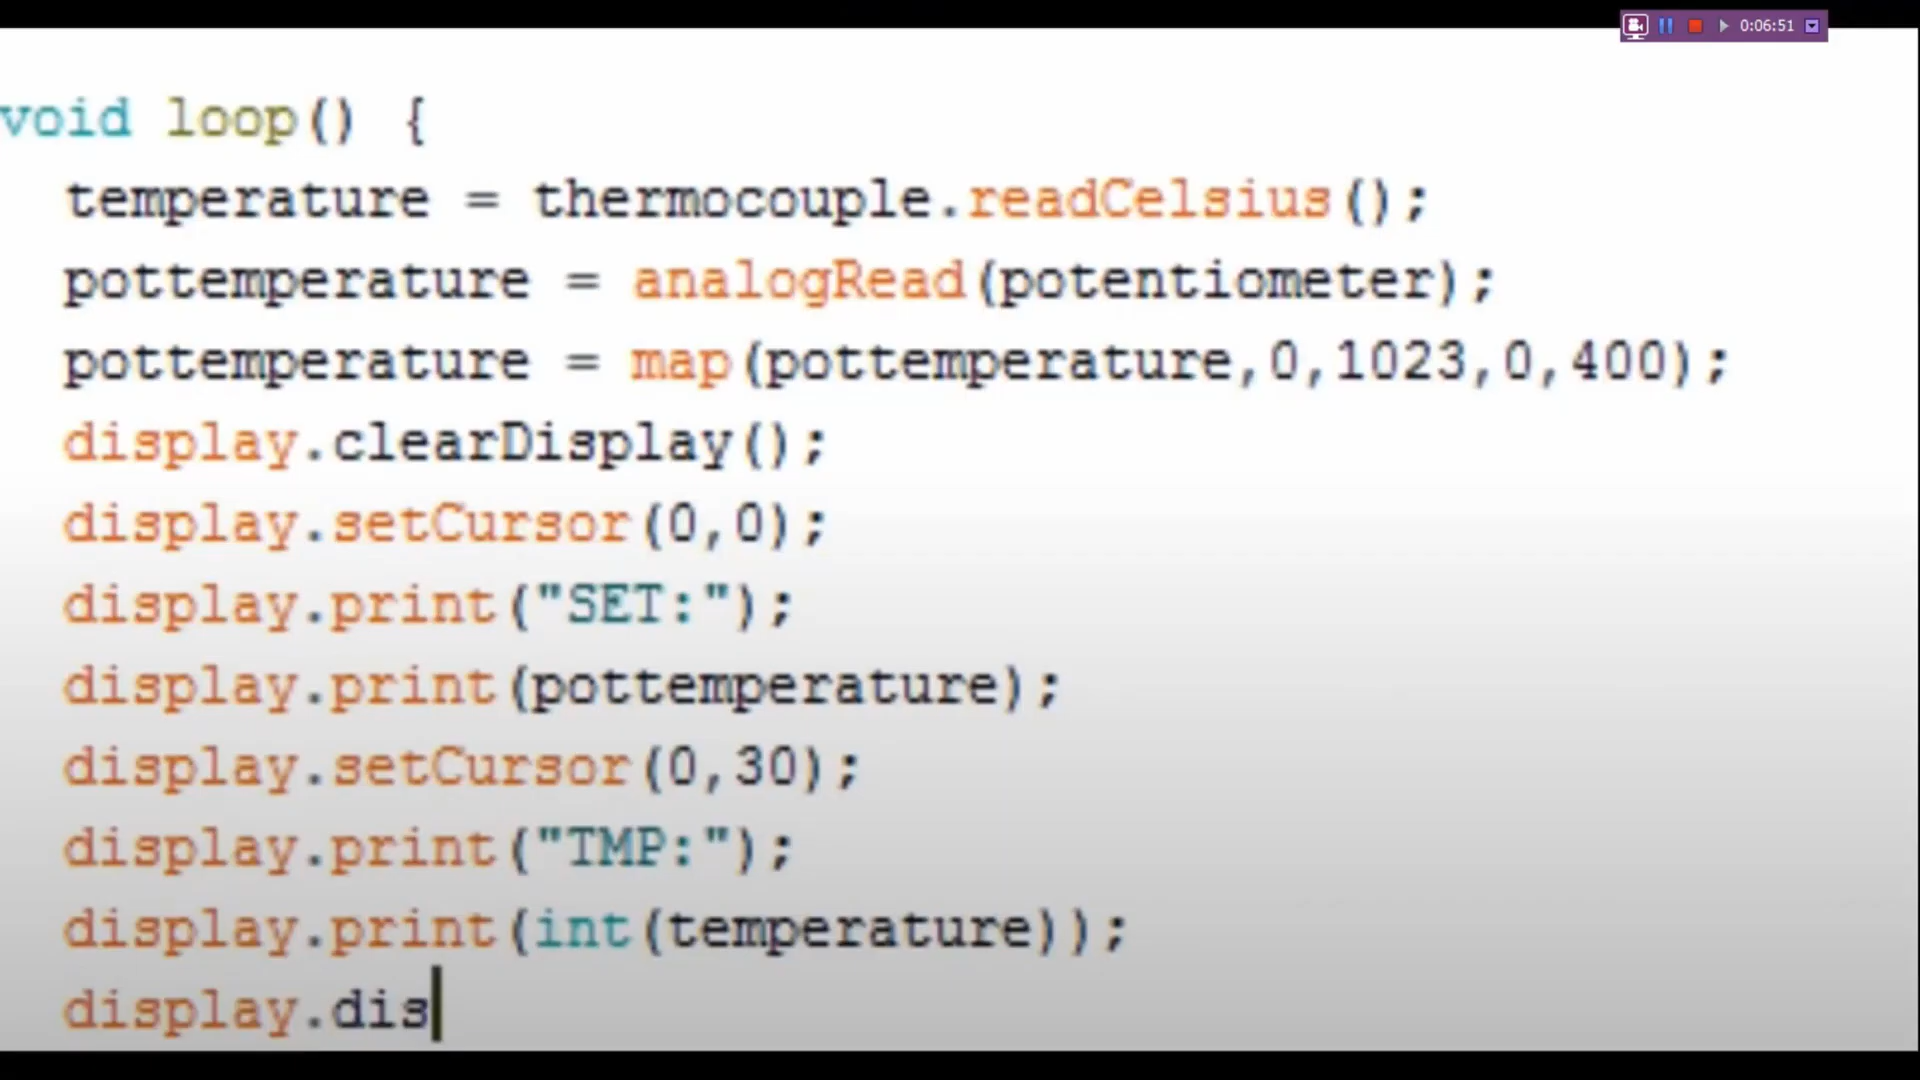 0:06:51
void loop() {
temperature = thermocouple.readCelsius();
pottemperature = analogRead(potentiometer);
pottemperature = map(pottemperature,0,1023,0,400);
display.clearDisplay();
display.setCursor(0,0);
display.print("SET:");
display.print(pottemperature);
display.setCursor(0,30);
display.print("TMP:");
display.print(int(temperature));
display.dis